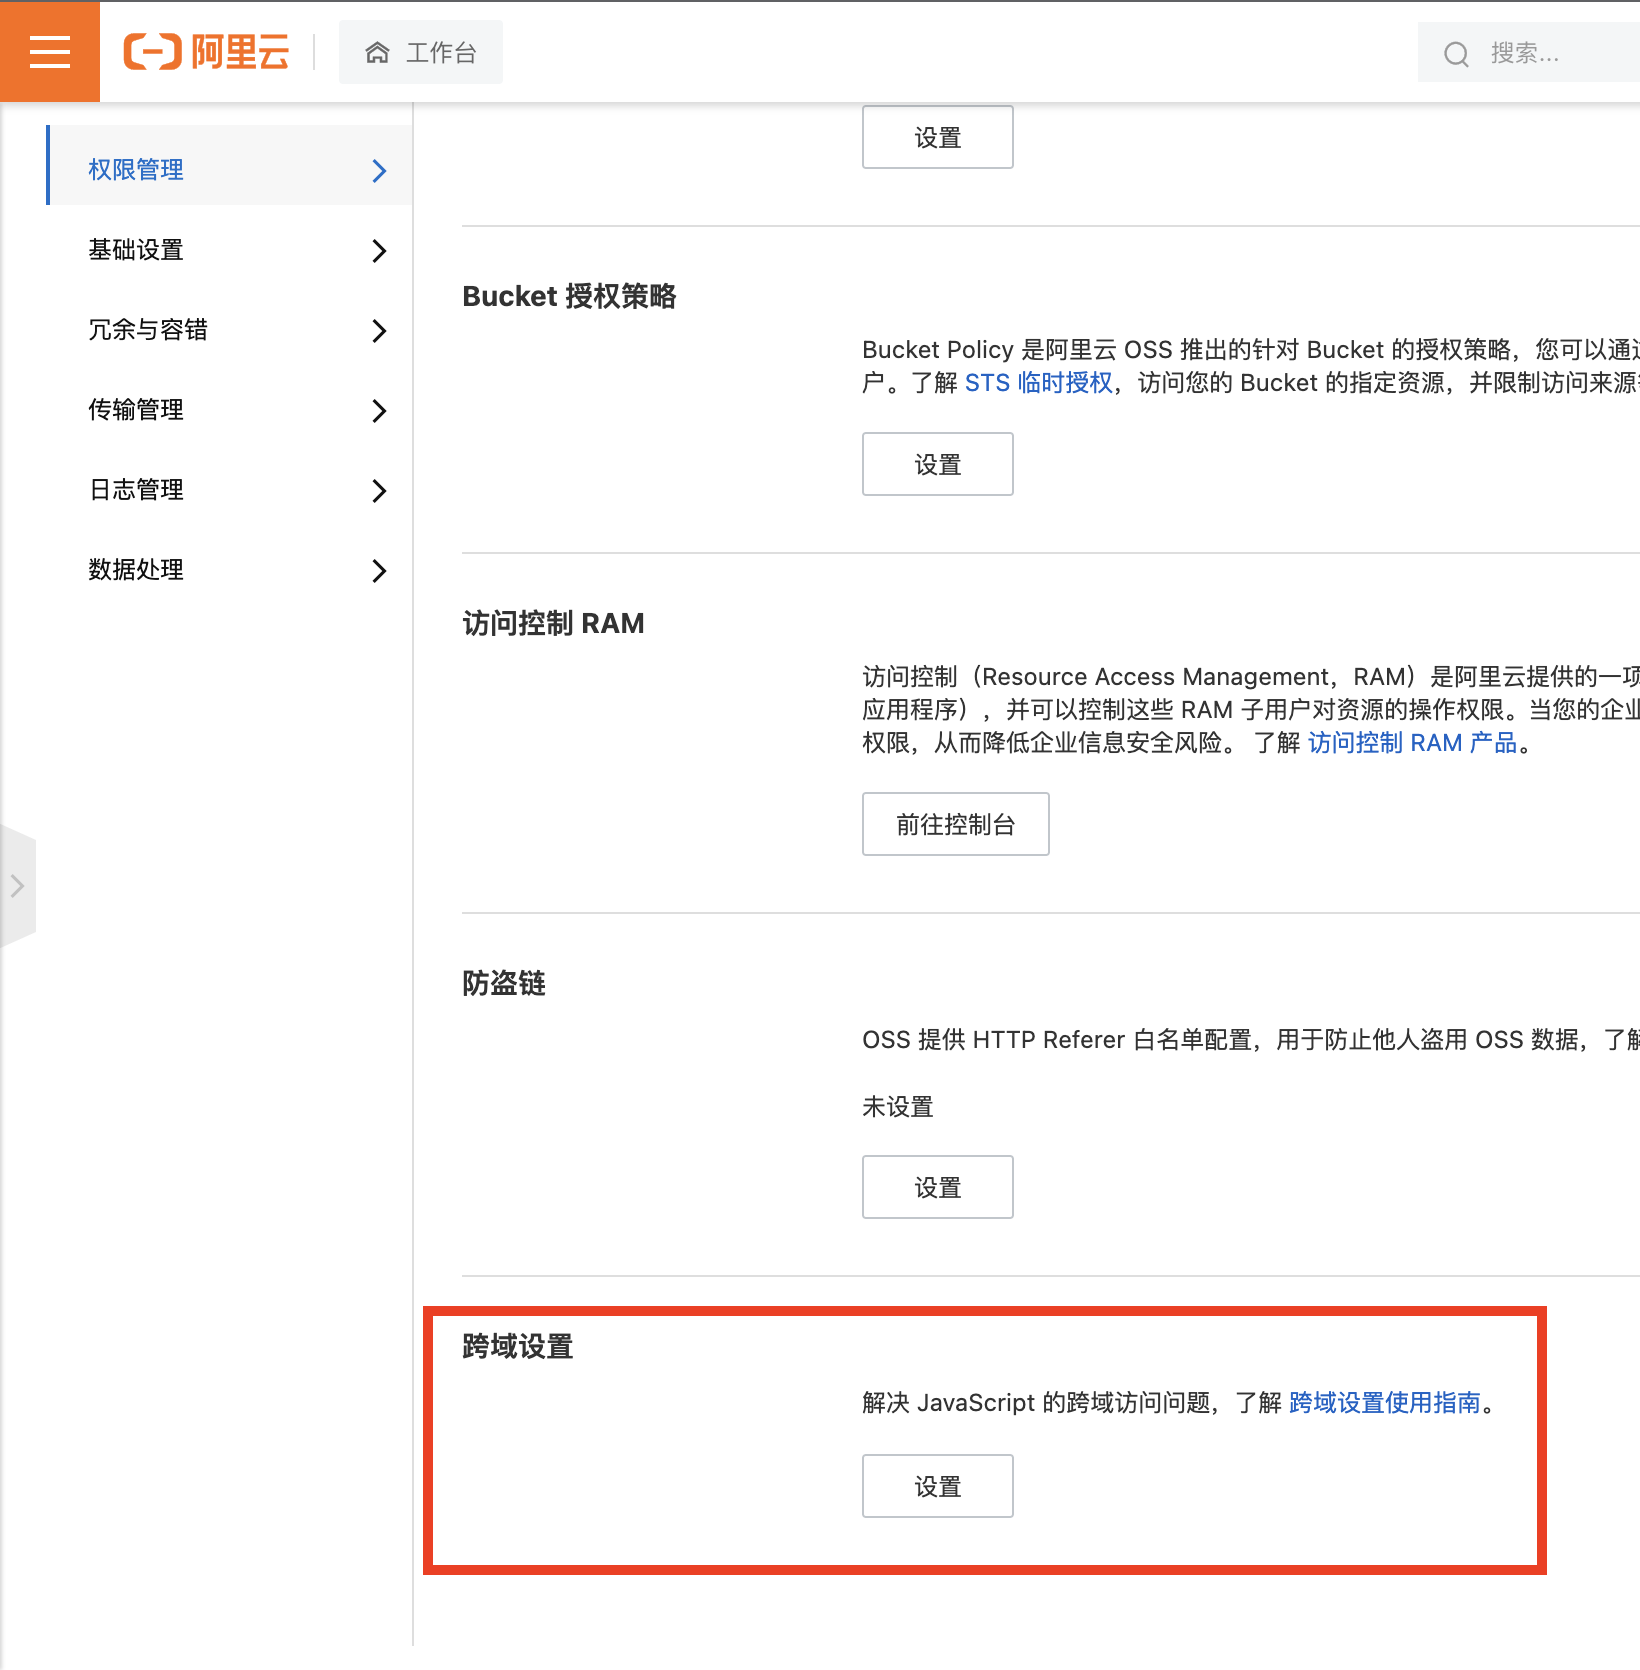 阿里云
工作台
搜索...
权限管理
基础设置
冗余与容错
传输管理
日志管理
数据处理
设置
Bucket 授权策略
Bucket Policy 是阿里云 OSS 推出的针对 Bucket 的授权策略，您可以通过
户。了解 STS 临时授权，访问您的 Bucket 的指定资源，并限制访问来源
设置
访问控制 RAM
访问控制（Resource Access Management，RAM）是阿里云提供的一项
应用程序），并可以控制这些 RAM 子用户对资源的操作权限。当您的企业
权限，从而降低企业信息安全风险。 了解 访问控制 RAM 产品。
前往控制台
防盗链
OSS 提供 HTTP Referer 白名单配置，用于防止他人盗用 OSS 数据，了解
未设置
设置
跨域设置
解决 JavaScript 的跨域访问问题，了解 跨域设置使用指南。
设置